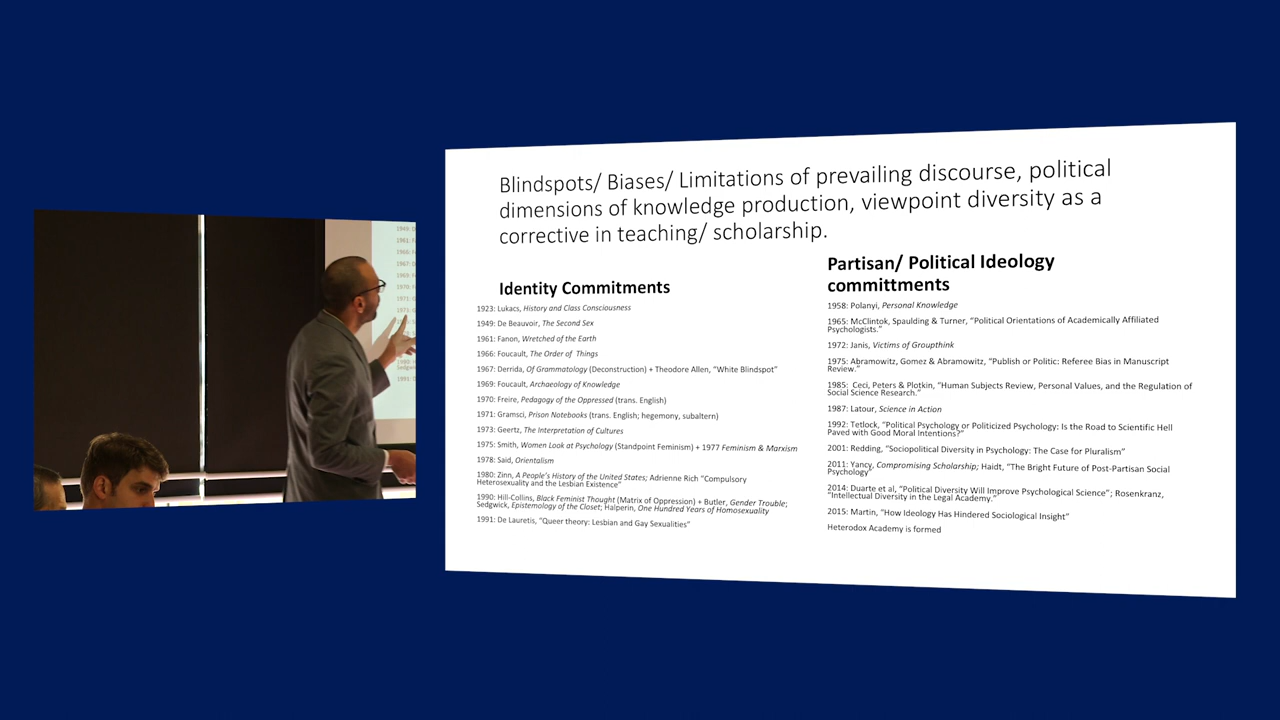 Blindspots/ Biases/ Limitations of prevailing discourse, political
dimensions of knowledge production, viewpoint diversity as a
corrective in teaching/ scholarship.
Identity Commitments
1923: Lukacs, History and Class Consciousness
1949: De Beauvoir, The Second Sex
1961: Fanon, Wretched of the Earth
1966: Foucault, The Order of Things
1967: Derrida, Of Grammatology (Deconstruction) + Theodore Allen, “White Blindspot”
1969: Foucault, Archaeology of Knowledge
1970: Freire, Pedagogy of the Oppressed (trans. English)
1971: Gramsci, Prison Notebooks (trans. English; hegemony, subaltern)
1973: Geertz, The Interpretation of Cultures
1975: Smith, Women Look at Psychology (Standpoint Feminism) + 1977 Feminism & Marxism
1978: Said, Orientalism
1980: Zinn, A People’s History of the United States; Adrienne Rich “Compulsory
Heterosexuality and the Lesbian Existence”
1990: Hill-Collins, Black Feminist Thought (Matrix of Oppression) + Butler, Gender Trouble;
Sedgwick, Epistemology of the Closet; Halperin, One Hundred Years of Homosexuality
1991: De Lauretis, “Queer theory: Lesbian and Gay Sexualities”
Partisan/ Political Ideology
committments
1958: Polanyi, Personal Knowledge
1965: McClintok, Spaulding & Turner, “Political Orientations of Academically Affiliated
Psychologists.”
1972: Janis, Victims of Groupthink
1975: Abramowitz, Gomez & Abramowitz, “Publish or Politic: Referee Bias in Manuscript
Review.”
1985: Ceci, Peters & Plotkin, “Human Subjects Review, Personal Values, and the Regulation of
Social Science Research.”
1987: Latour, Science in Action
1992: Tetlock, “Political Psychology or Politicized Psychology: Is the Road to Scientific Hell
Paved with Good Moral Intentions?”
2001: Redding, “Sociopolitical Diversity in Psychology: The Case for Pluralism”
2011: Yancy, Compromising Scholarship; Haidt, “The Bright Future of Post-Partisan Social
Psychology”
2014: Duarte et al, “Political Diversity Will Improve Psychological Science”; Rosenkranz,
“Intellectual Diversity in the Legal Academy.”
2015: Martin, “How Ideology Has Hindered Sociological Insight”
Heterodox Academy is formed